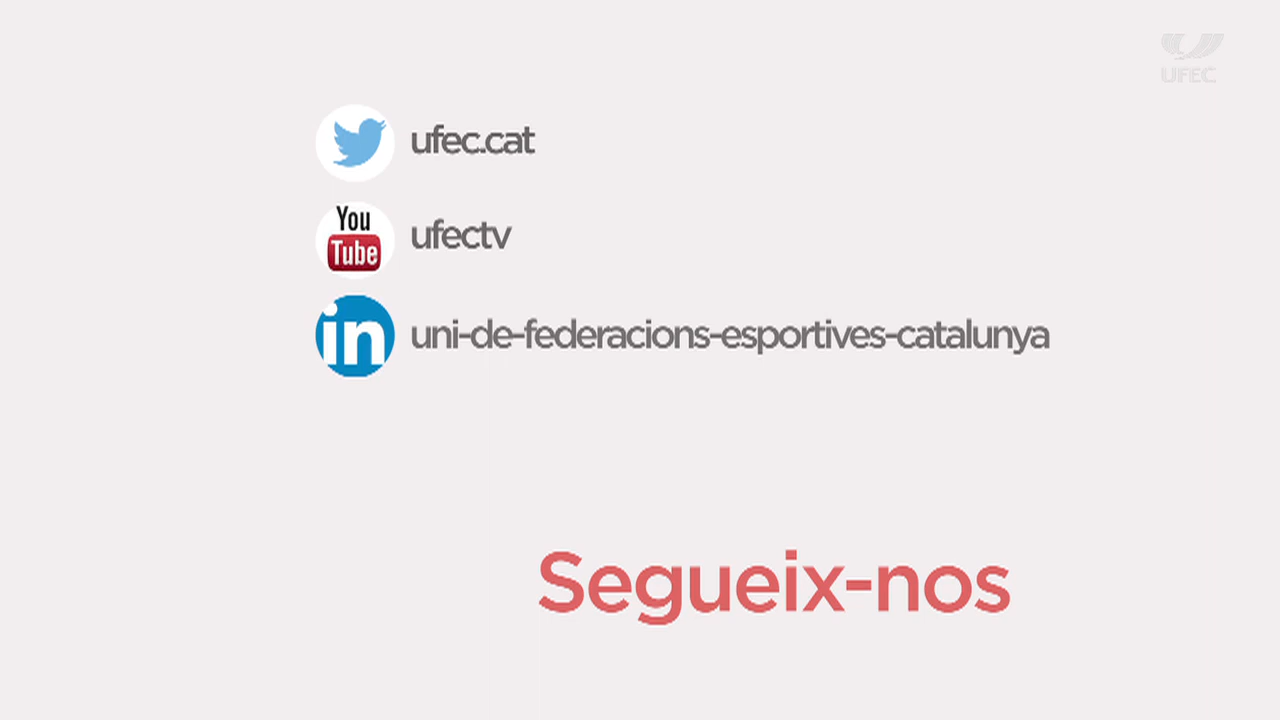 UFEC
ufec.cat
You
Tube
ufectv
in
uni-de-federacions-esportives-catalunya
Segueix-nos